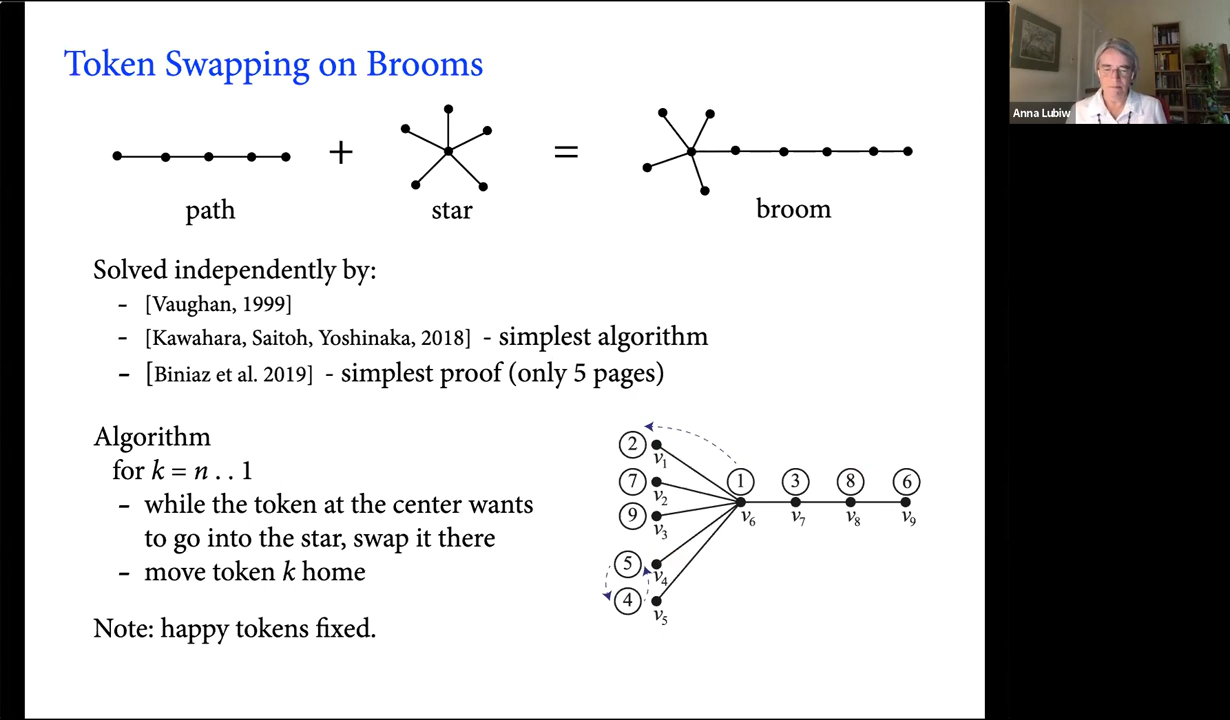 Token Swapping on Brooms
Anna Lubiw
+
=
path
star
broom
Solved independently by:
- [Vaughan, 1999]
- [Kawahara, Saitoh, Yoshinaka, 2018] - simplest algorithm
- [Biniaz et al. 2019] - simplest proof (only 5 pages)
Algorithm
for k = n . . 1
- while the token at the center wants
to go into the star, swap it there
- move token k home
Note: happy tokens fixed.
2
v1
7
v2
9
v3
5
v4
4
v5
1 3 8 6
v6 v7 v8 v9